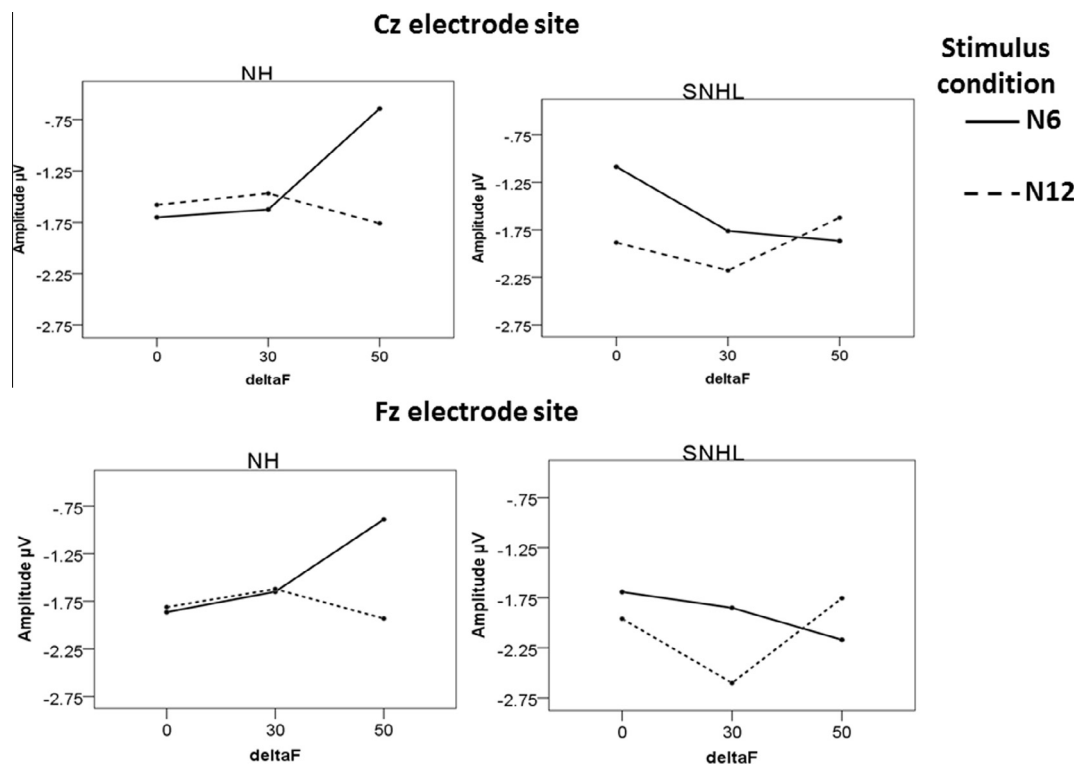 Cz electrode site
Stimulus
condition
N6
N12
NH
-.75
-1.25
-1.75
-2.25
-2.75
Amplitude µV
0 30 50
deltaF
SNHL
-.75
-1.25
-1.75
-2.25
-2.75
Amplitude µV
0 30 50
deltaF
Fz electrode site
NH
-.75
-1.25
-1.75
-2.25
-2.75
Amplitude µV
0 30 50
deltaF
SNHL
-.75
-1.25
-1.75
-2.25
-2.75
Amplitude µV
0 30 50
deltaF